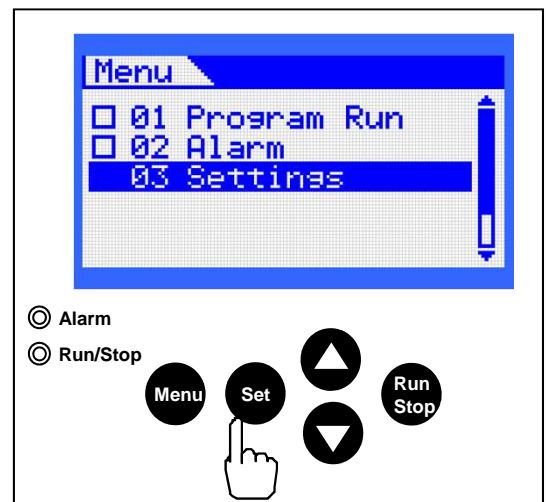 Menu
□ 01 Program Run
□ 02 Alarm
03 Settings
Alarm
Run/Stop
Menu
Set
Run
Stop